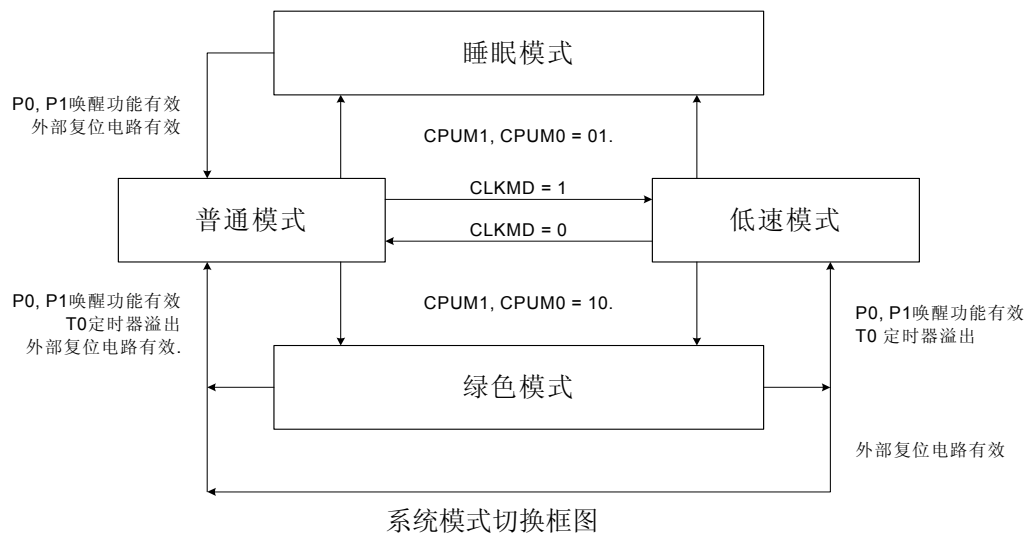 睡眠模式
P0, P1唤醒功能有效
外部复位电路有效
CPUM1, CPUM0 = 01.
普通模式
CLKMD = 1
CLKMD = 0
低速模式
P0, P1唤醒功能有效
T0定时器溢出
外部复位电路有效.
CPUM1, CPUM0 = 10.
P0, P1唤醒功能有效
T0 定时器溢出
绿色模式
外部复位电路有效
系统模式切换框图